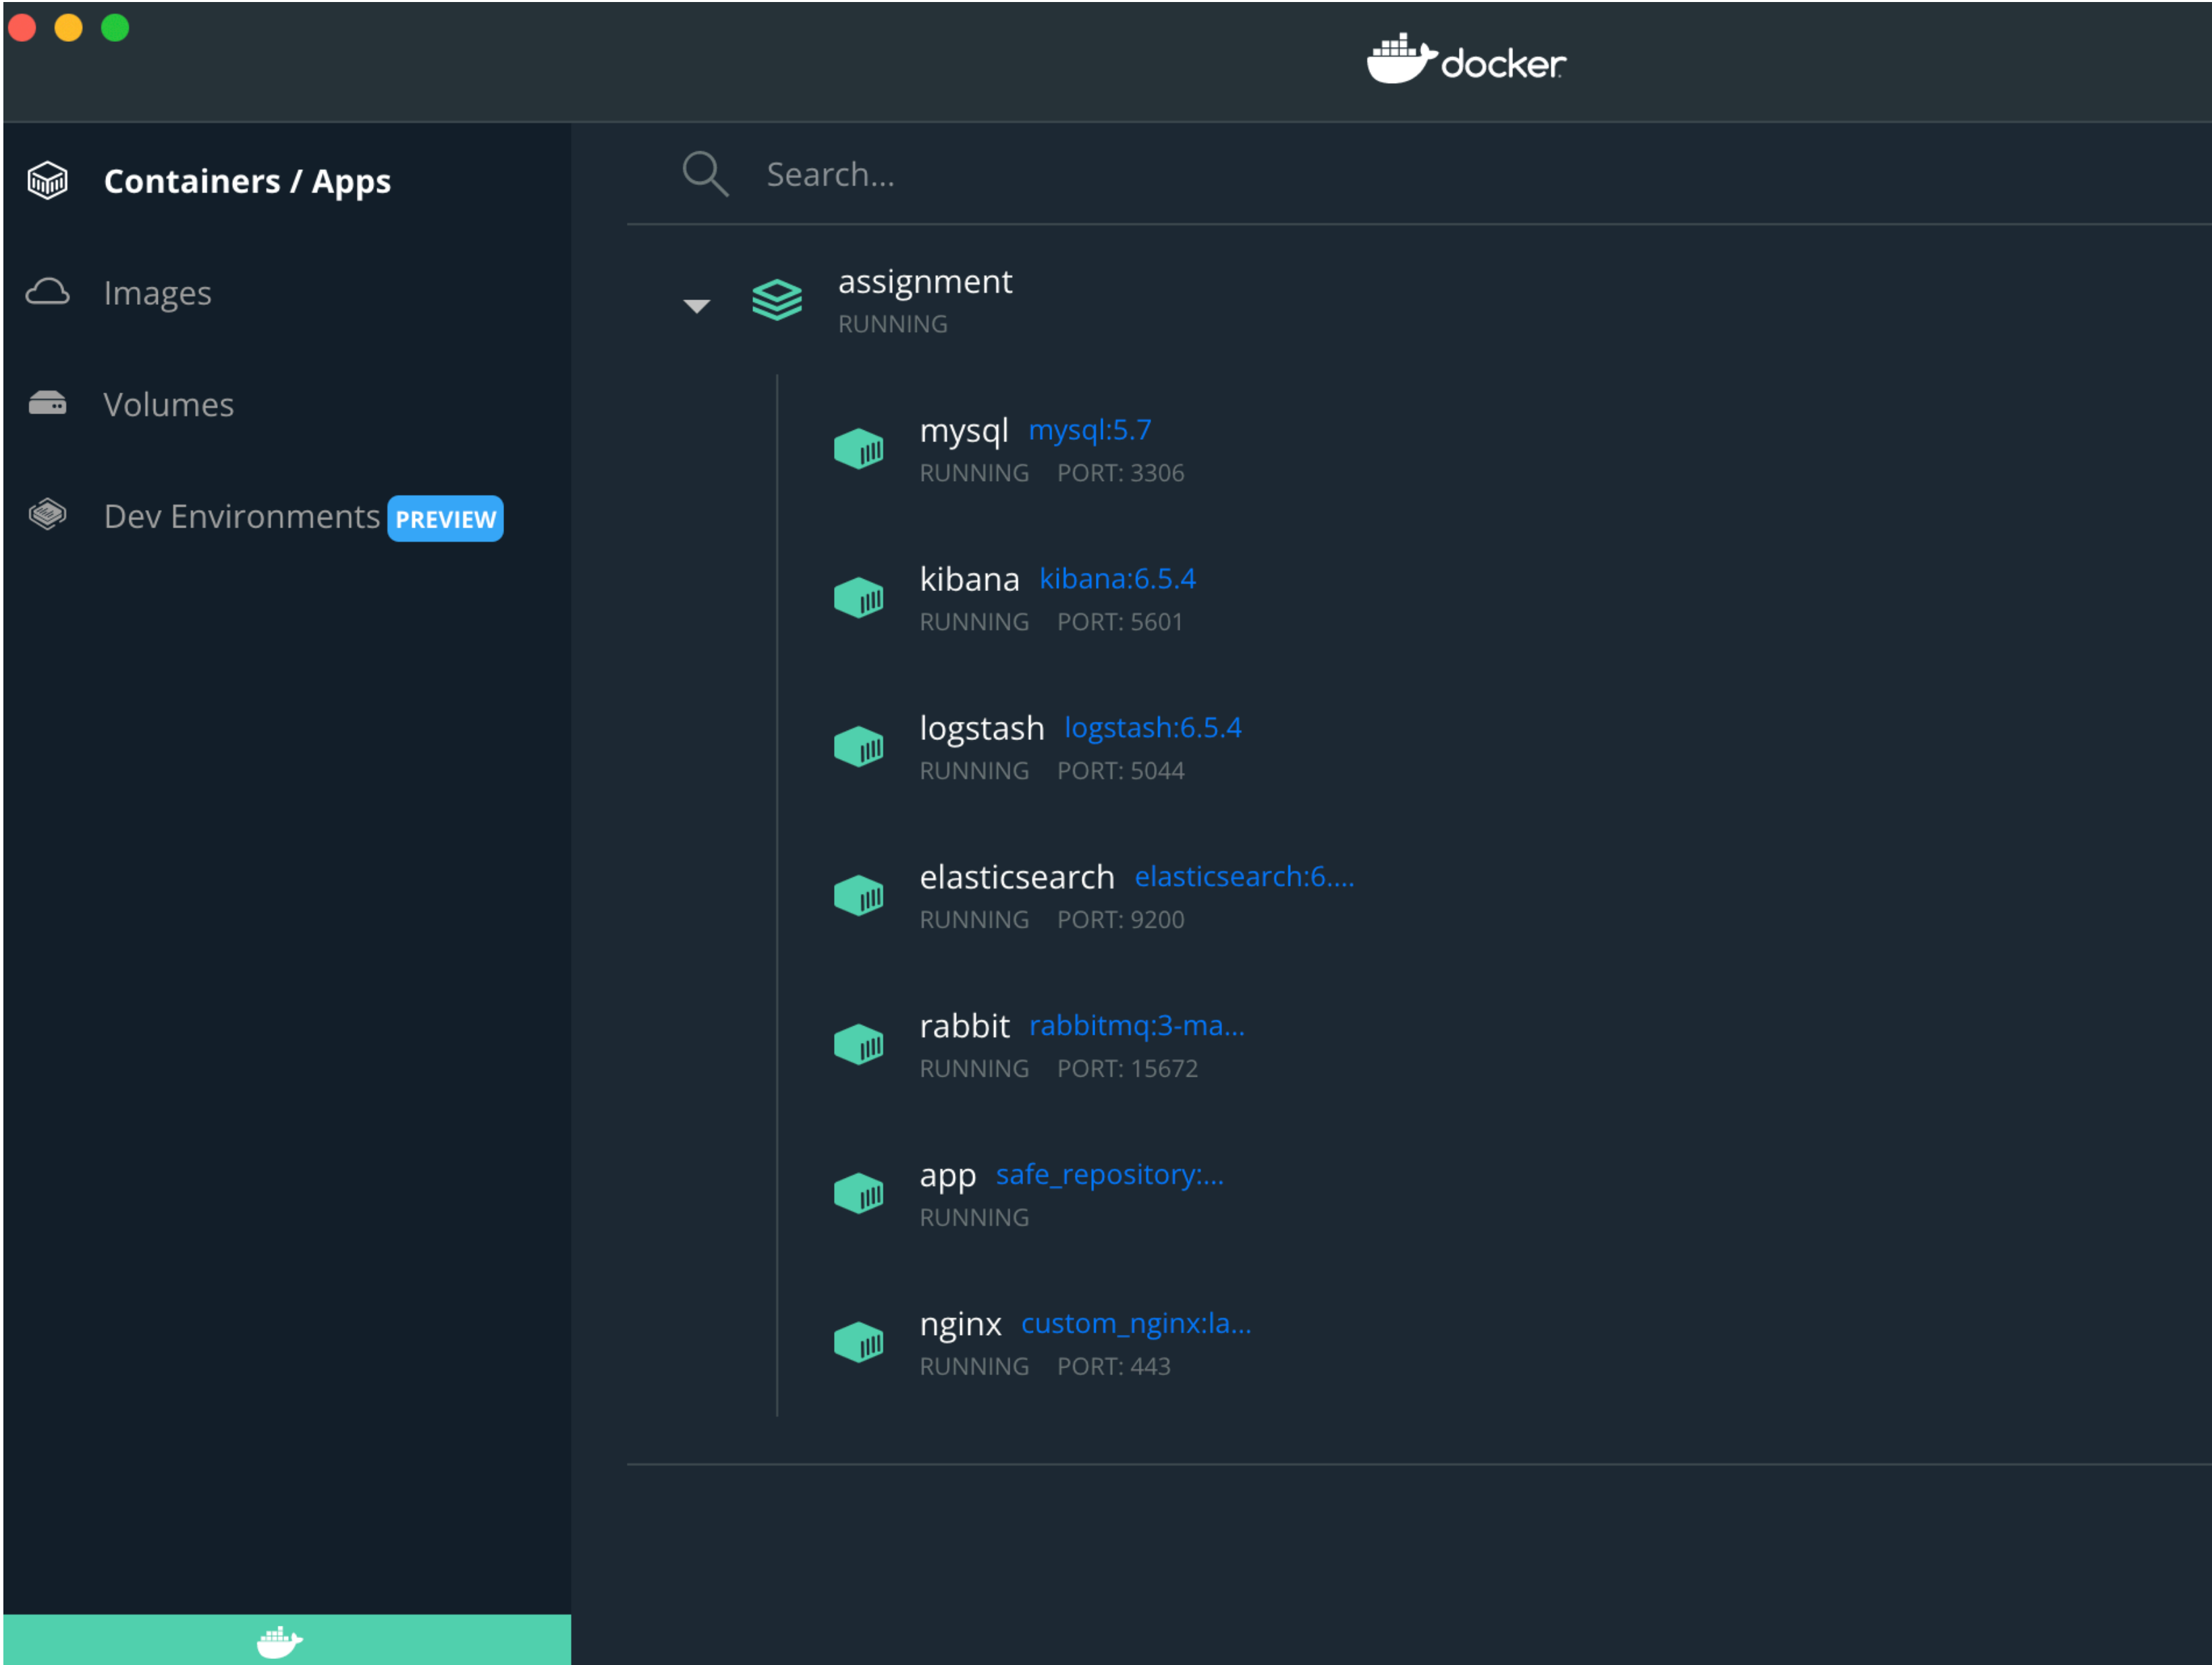 docker
Containers / Apps
Images
Volumes
Dev Environments PREVIEW
Search...
assignment
RUNNING
mysql mysql:5.7
RUNNING PORT: 3306
kibana kibana:6.5.4
RUNNING PORT: 5601
logstash logstash:6.5.4
RUNNING PORT: 5044
elasticsearch elasticsearch:6....
RUNNING PORT: 9200
rabbit rabbitmq:3-ma...
RUNNING PORT: 15672
app safe_repository:...
RUNNING
nginx custom_nginx:la...
RUNNING PORT: 443